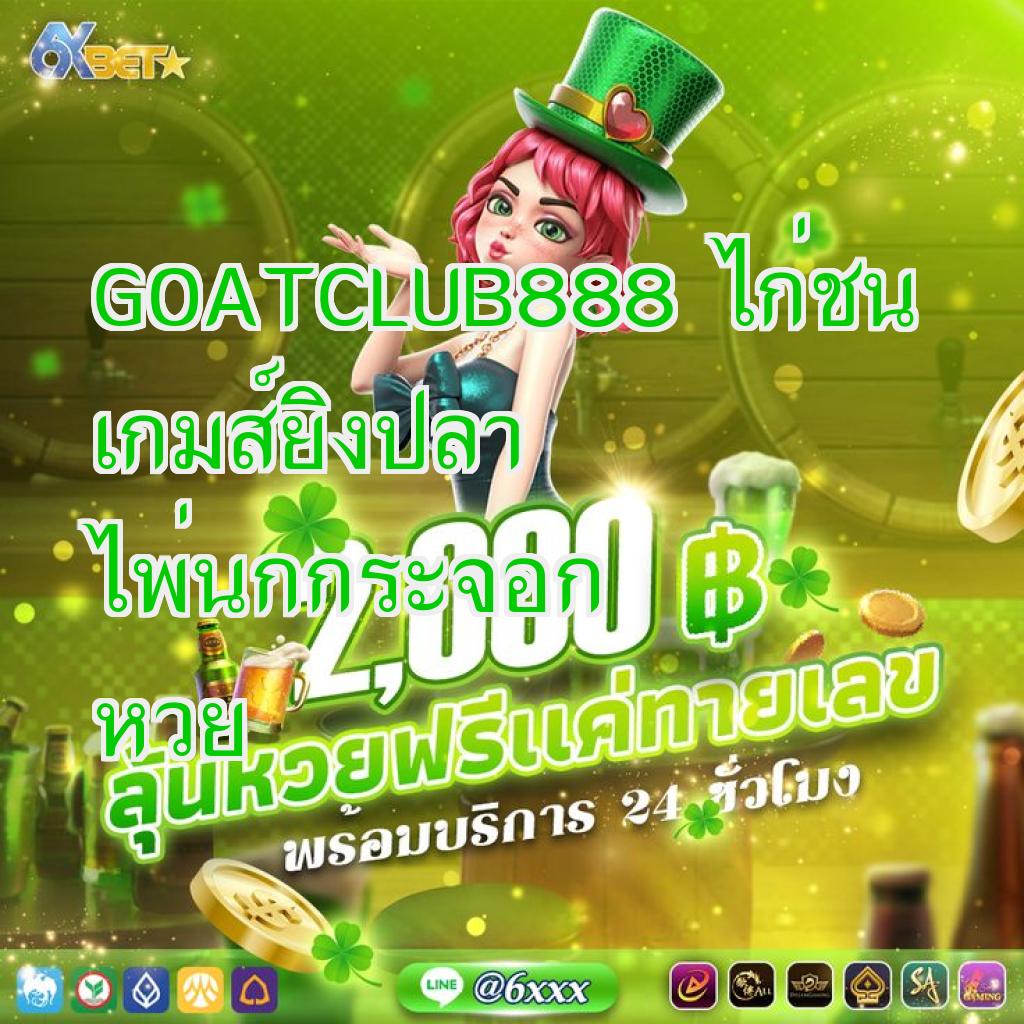 6XBET
GOATCLUB888 ไก่ชน
เกมส์ยิงปลา
ไพ่นกกระจอก
หวย
฿
ลุ้นหวยฟรีแค่ทายเลข
พร้อมบริการ 24 ชั่วโมง
LINE @6xxx
ALL
SA
GAMING